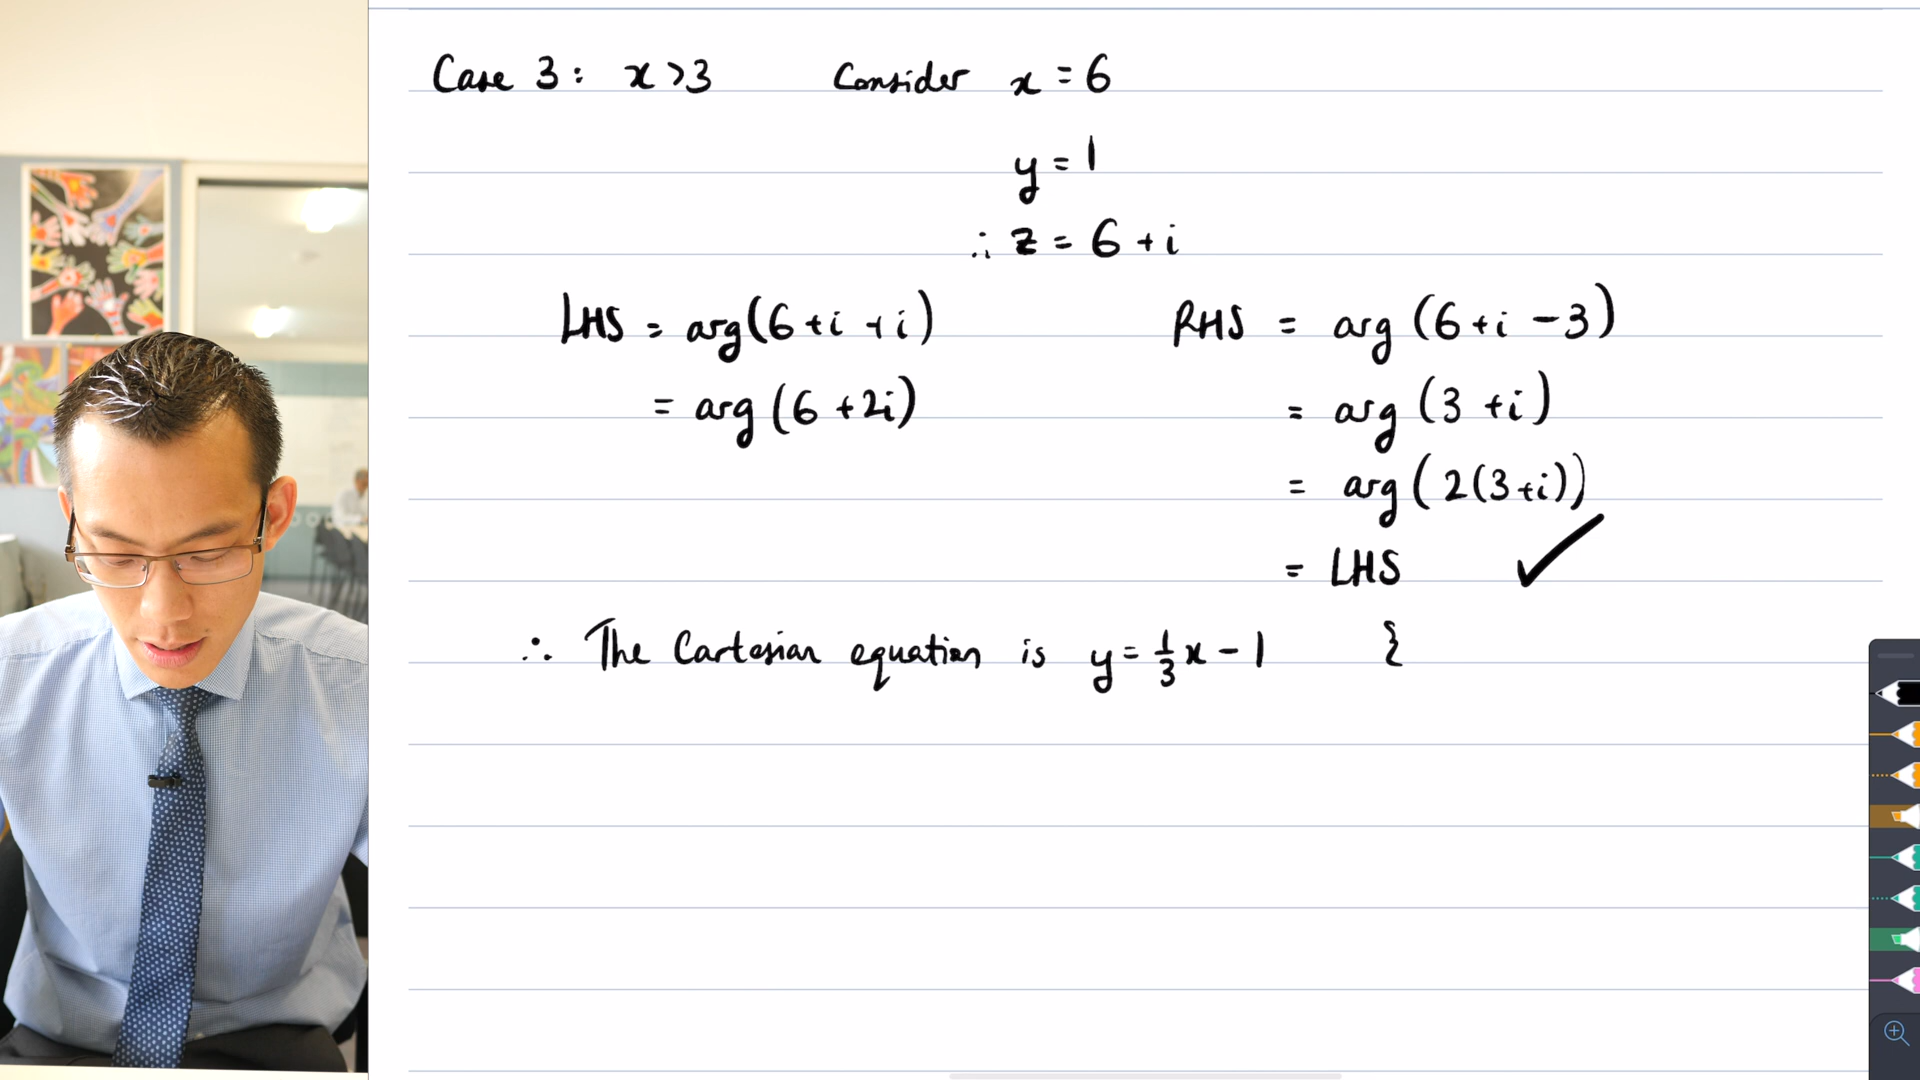 Case 3: x>3 Consider x = 6
y = 1
∴ z = 6 + i
LHS = arg(6 + i + i) RHS = arg (6 + i − 3)
= arg (6 + 2i) = arg (3 + i)
= arg ( 2(3 + i))
= LHS ✓
∴ The Cartesian equation is y = 1/3 x − 1 {